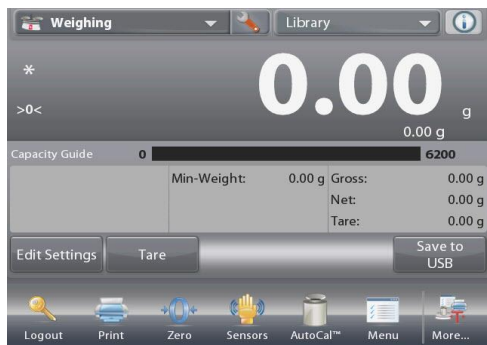 Weighing Library
*
0.00 g
>0<
0.00 g
Capacity Guide 0 6200
Min-Weight: 0.00 g Gross: 0.00 g
Net: 0.00 g
Tare: 0.00 g
Edit Settings Tare Save to USB
Logout Print Zero Sensors AutoCal™ Menu More...